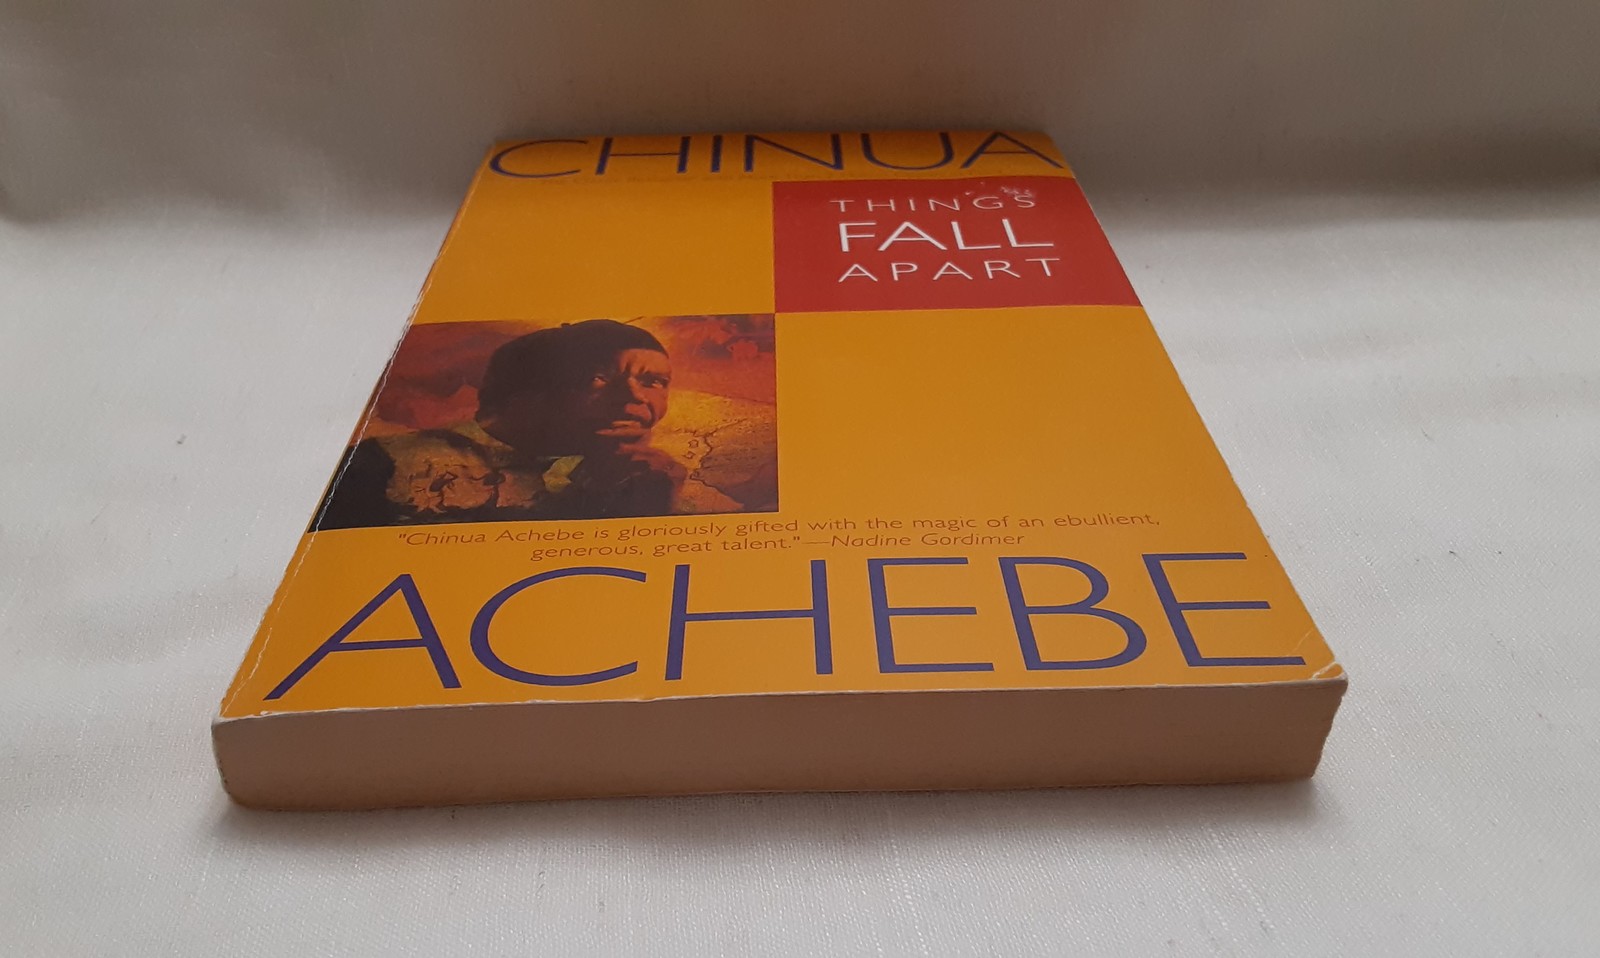 CHINUA
THINGS
FALL
APART
"Chinua Achebe is gloriously gifted with the magic of an ebullient,
generous, great talent."—Nadine Gordimer
ACHEBE